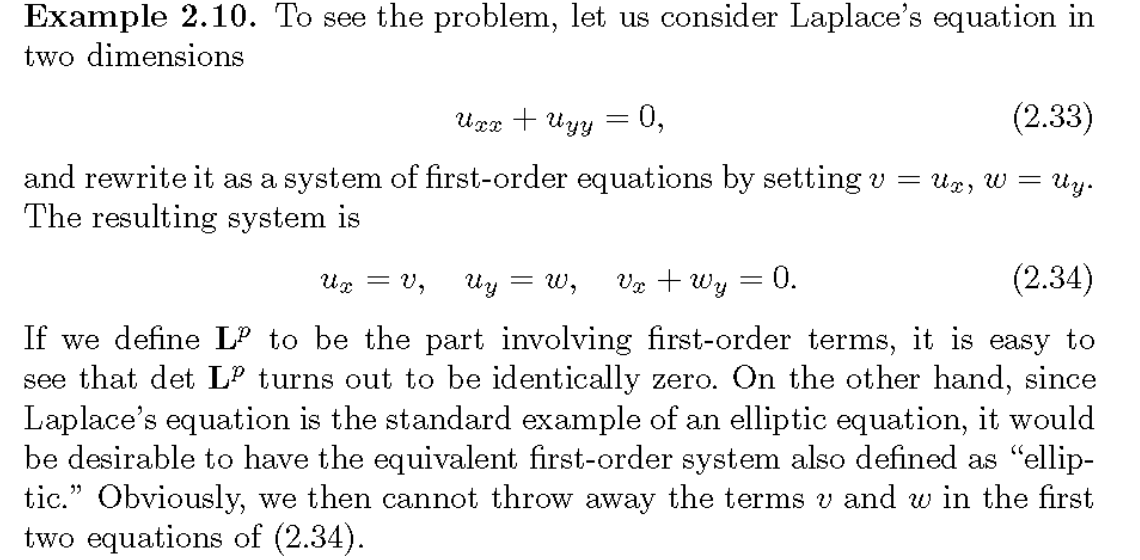 Example 2.10. To see the problem, let us consider Laplace's equation in
two dimensions
u_{xx} + u_{yy} = 0, (2.33)
and rewrite it as a system of first-order equations by setting v = u_x, w = u_y.
The resulting system is
u_x = v, u_y = w, v_x + w_y = 0. (2.34)
If we define L^p to be the part involving first-order terms, it is easy to
see that det L^p turns out to be identically zero. On the other hand, since
Laplace's equation is the standard example of an elliptic equation, it would
be desirable to have the equivalent first-order system also defined as “ellip-
tic.” Obviously, we then cannot throw away the terms v and w in the first
two equations of (2.34).